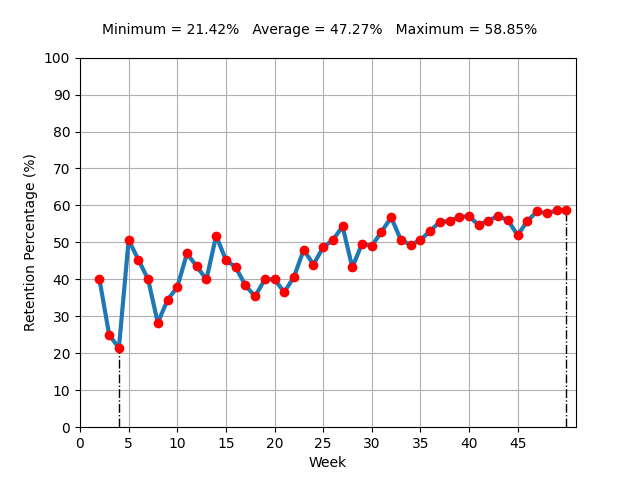 Minimum = 21.42%   Average = 47.27%   Maximum = 58.85%
100
90
80
70
60
50
40
30
20
10
0
Retention Percentage (%)
0 5 10 15 20 25 30 35 40 45
Week